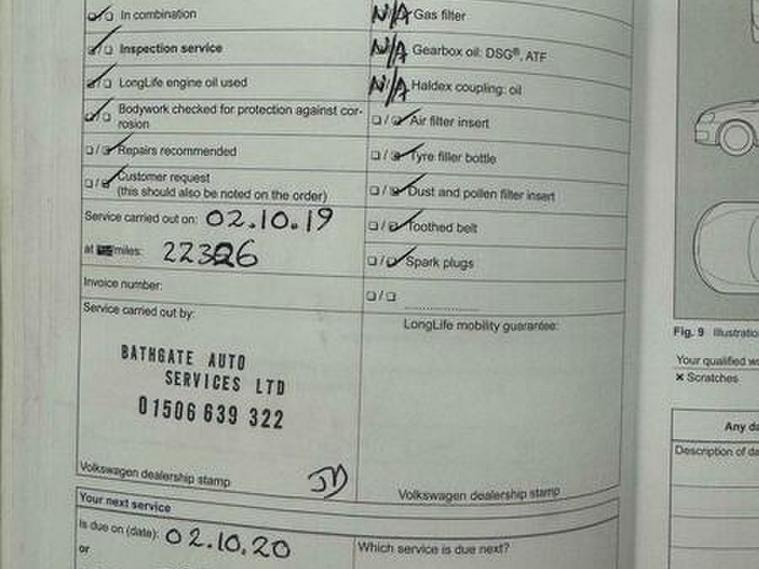 In combination
Inspection service
LongLife engine oil used
Bodywork checked for protection against cor-
rosion
Repairs recommended
Customer request
(this should also be noted on the order)
Service carried out on: 02.10.19
at miles: 22326
Invoice number:
Service carried out by:
BATHGATE AUTO
SERVICES LTD
01506 639 322
Volkswagen dealership stamp
N/A Gas filter
N/A Gearbox oil: DSG®, ATF
N/A Haldex coupling: oil
Air filter insert
Tyre filler bottle
Dust and pollen filter insert
Toothed belt
Spark plugs
LongLife mobility guarantee:
Volkswagen dealership stamp
Your next service
Is due on (date): 02.10.20
or
Which service is due next?
Fig. 9
Your qualified
× Scratches
Any
Description of